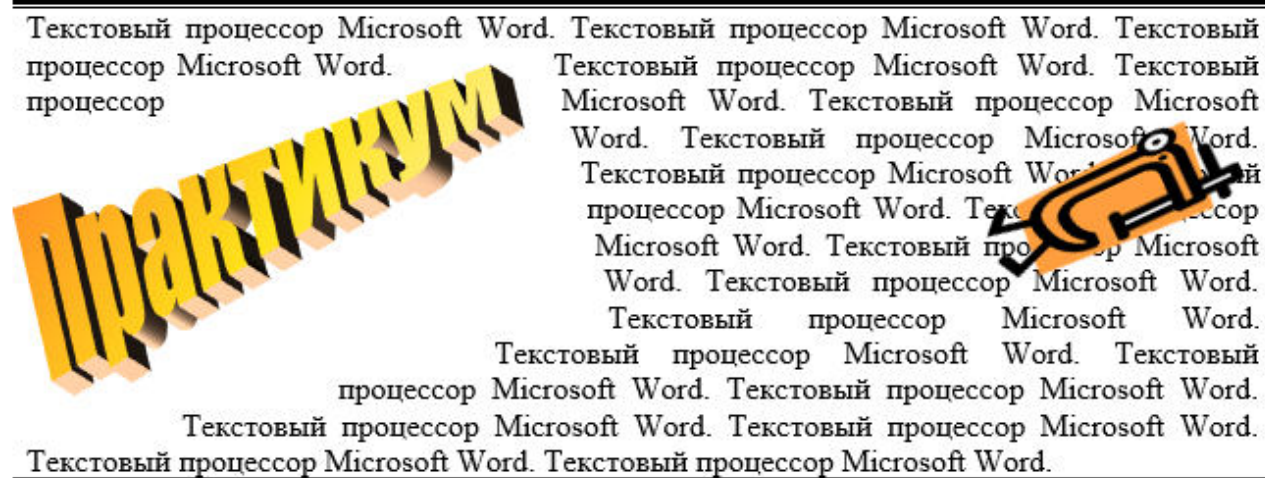 Текстовый процессор Microsoft Word. Текстовый процессор Microsoft Word. Текстовый
процессор Microsoft Word. Текстовый процессор Microsoft Word. Текстовый
процессор Microsoft Word. Текстовый процессор Microsoft
Word. Текстовый процессор Microsoft Word.
Текстовый процессор Microsoft
процессор Microsoft Word.
Microsoft Word. Текстовый Microsoft
Word. Текстовый процессор Microsoft Word.
Текстовый процессор Microsoft Word.
Текстовый процессор Microsoft Word. Текстовый
процессор Microsoft Word. Текстовый процессор Microsoft Word.
Текстовый процессор Microsoft Word. Текстовый процессор Microsoft Word.
Текстовый процессор Microsoft Word. Текстовый процессор Microsoft Word.
Практикум